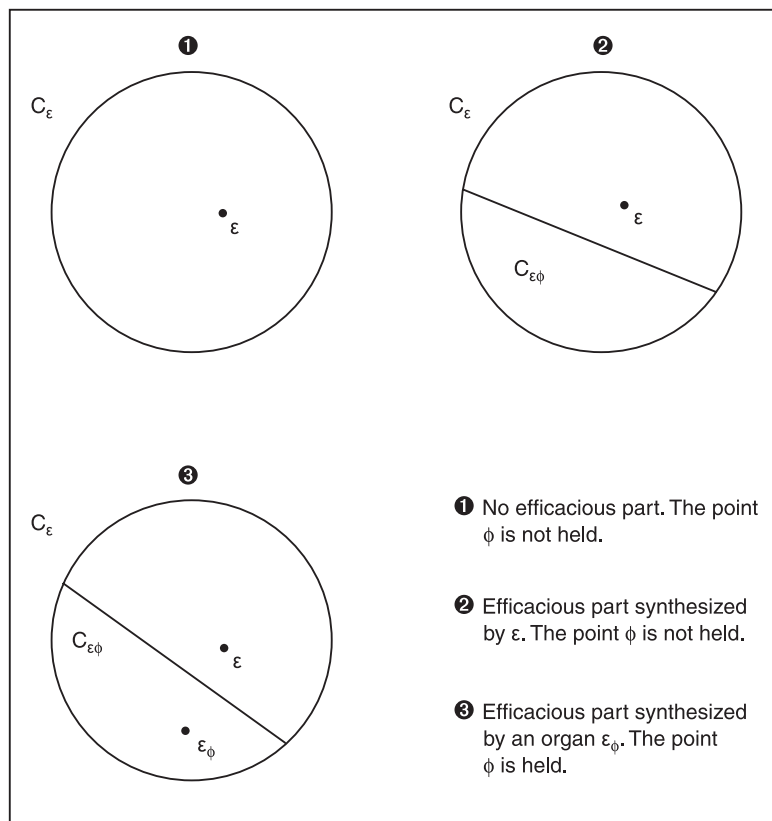 ❶
C_ε
ε
❷
C_ε
ε
C_εϕ
❸
C_ε
C_εϕ
ε
ε_ϕ
❶ No efficacious part. The point
ϕ is not held.
❷ Efficacious part synthesized
by ε. The point ϕ is not held.
❸ Efficacious part synthesized
by an organ ε_ϕ. The point
ϕ is held.